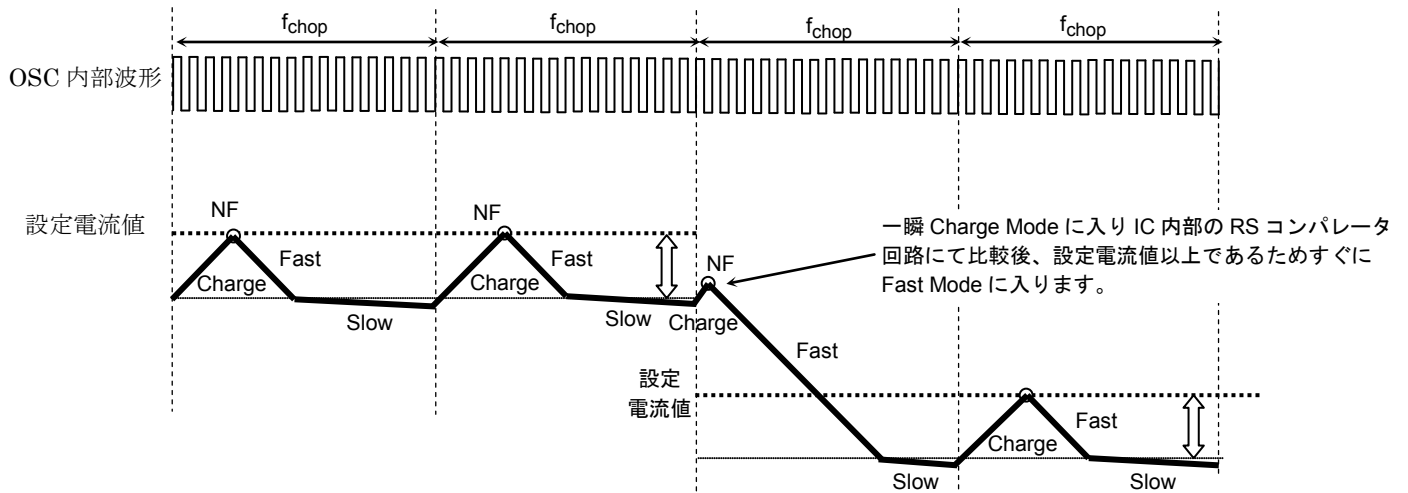 fchop
fchop
fchop
fchop
OSC 内部波形
設定電流値
NF
NF
NF
一瞬 Charge Mode に入り IC 内部の RS コンパレータ
回路にて比較後、設定電流値以上であるためすぐに
Fast Mode に入ります。
Charge
Fast
Slow
Charge
Fast
Slow
Charge
Fast
Slow
設定
電流値
Charge
Fast
Slow